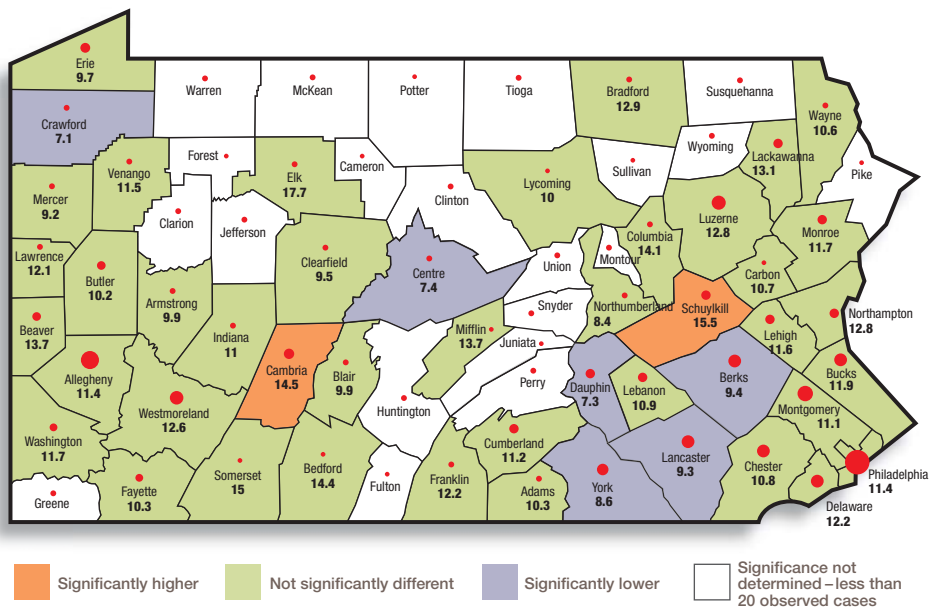 Erie
9.7
Crawford
7.1
Warren
McKean
Potter
Tioga
Bradford
12.9
Susquehanna
Wayne
10.6
Mercer
9.2
Venango
11.5
Forest
Elk
17.7
Cameron
Clinton
Lycoming
10
Sullivan
Wyoming
Lackawanna
13.1
Pike
Clarion
Jefferson
Lawrence
12.1
Butler
10.2
Clearfield
9.5
Centre
7.4
Union
Montour
Columbia
14.1
Luzerne
12.8
Monroe
11.7
Carbon
10.7
Armstrong
9.9
Beaver
13.7
Indiana
11
Snyder
Northumberland
8.4
Schuylkill
15.5
Northampton
12.8
Mifflin
13.7
Juniata
Lehigh
11.6
Allegheny
11.4
Cambria
14.5
Blair
9.9
Perry
Dauphin
7.3
Lebanon
10.9
Berks
9.4
Bucks
11.9
Westmoreland
12.6
Huntington
Montgomery
11.1
Washington
11.7
Cumberland
11.2
Lancaster
9.3
Chester
10.8
Philadelphia
11.4
Greene
Fayette
10.3
Somerset
15
Bedford
14.4
Fulton
Franklin
12.2
Adams
10.3
York
8.6
Delaware
12.2
Significantly higher
Not significantly different
Significantly lower
Significance not
determined – less than
20 observed cases